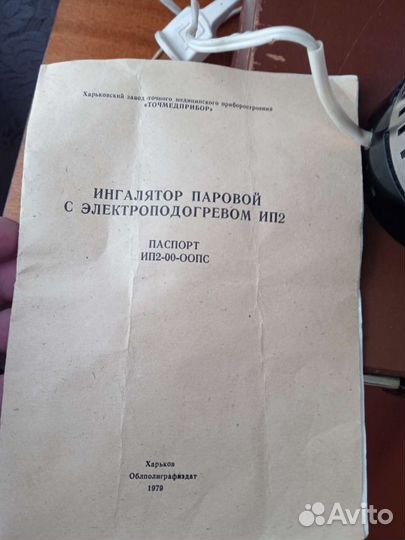 Харьковский завод точного медицинского приборостроения
«ТОЧМЕДПРИБОР»
ИНГАЛЯТОР ПАРОВОЙ
С ЭЛЕКТРОПОДОГРЕВОМ ИП2
ПАСПОРТ
ИП2-00-ООПС
Харьков
Облполиграфиздат
1979
Avito